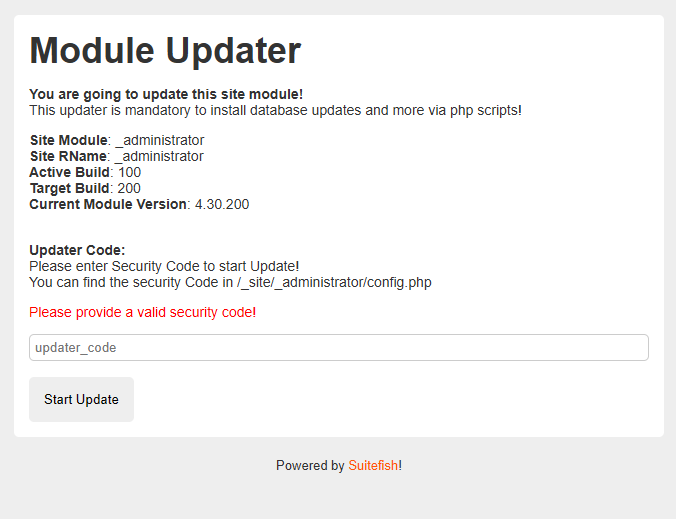 Module Updater
You are going to update this site module!
This updater is mandatory to install database updates and more via php scripts!
Site Module: _administrator
Site RName: _administrator
Active Build: 100
Target Build: 200
Current Module Version: 4.30.200
Updater Code:
Please enter Security Code to start Update!
You can find the security Code in /_site/_administrator/config.php
Please provide a valid security code!
updater_code
Start Update
Powered by Suitefish!